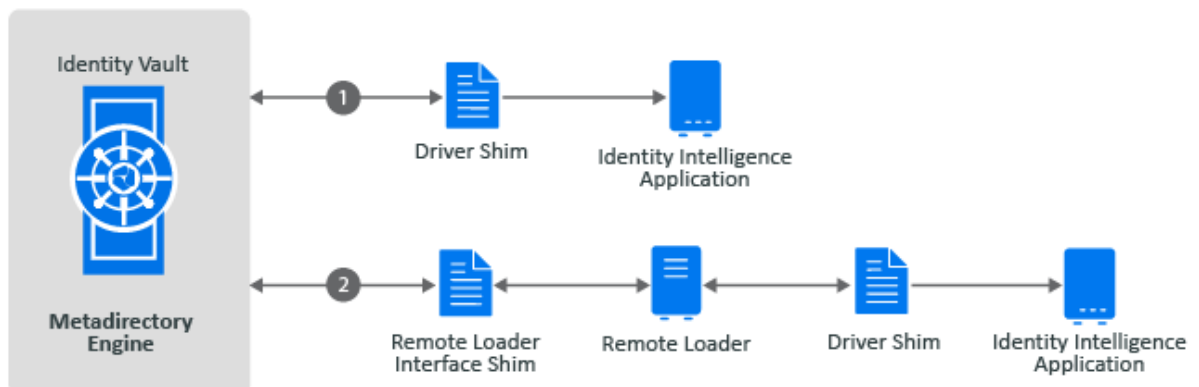 Identity Vault
Metadirectory
Engine
1
Driver Shim
Identity Intelligence
Application
2
Remote Loader
Interface Shim
Remote Loader
Driver Shim
Identity Intelligence
Application